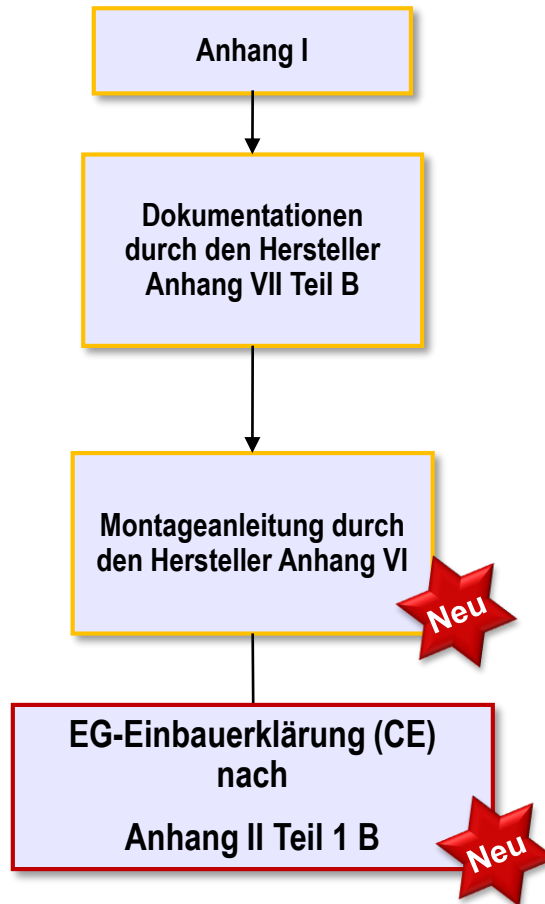 Anhang I
Dokumentationen
durch den Hersteller
Anhang VII Teil B
Montageanleitung durch
den Hersteller Anhang VI
Neu
EG-Einbauerklärung (CE)
nach
Anhang II Teil 1 B
Neu